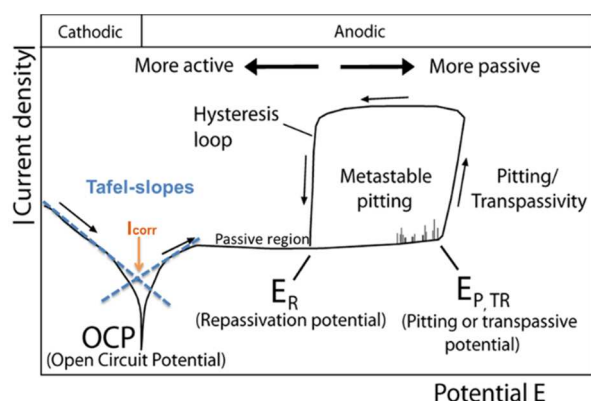 Cathodic
Anodic
More active
More passive
Hysteresis
loop
Tafel-slopes
Metastable
pitting
Pitting/
Transpassivity
Icorr
Passive region
|Current density|
OCP
(Open Circuit Potential)
ER
(Repassivation potential)
EP, TR
(Pitting or transpassive
potential)
Potential E